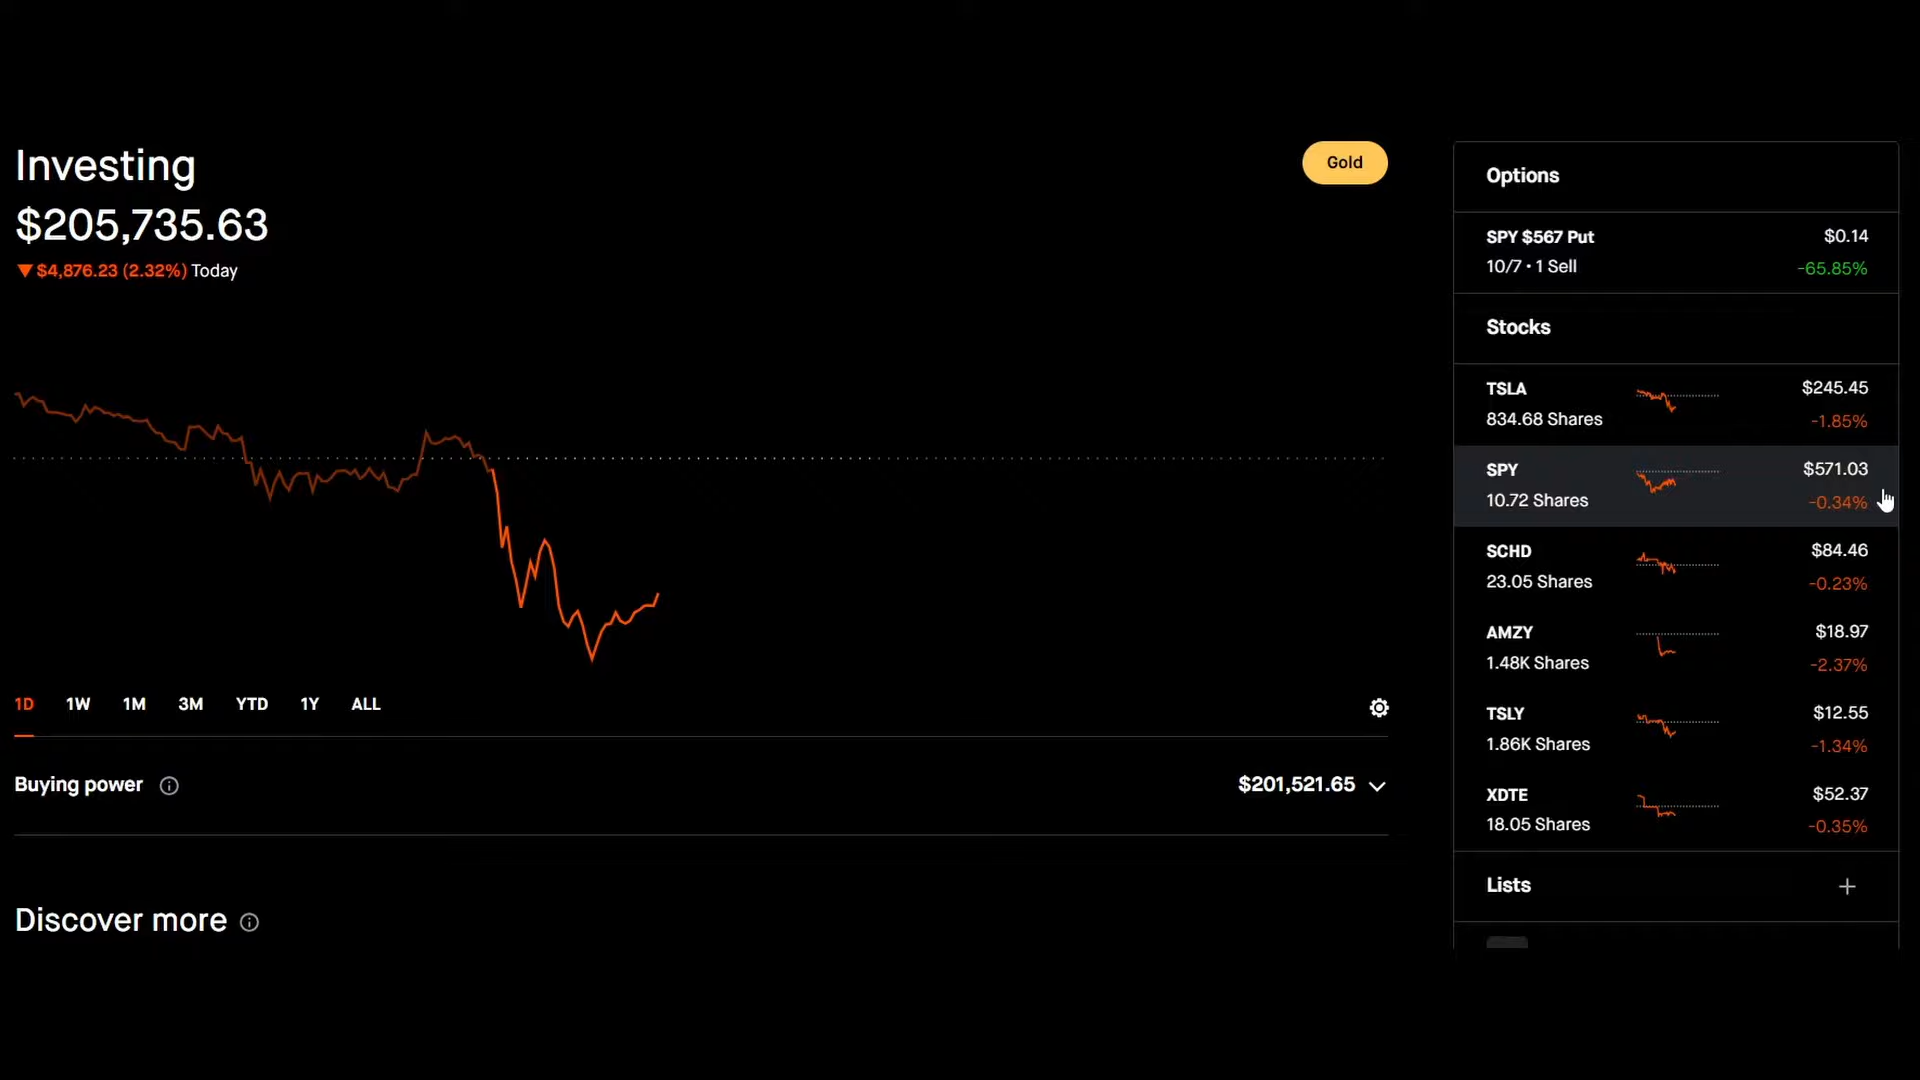 Investing
Gold
$205,735.63
▼$4,876.23 (2.32%) Today
1D 1W 1M 3M YTD 1Y ALL
Buying power
$201,521.65
Discover more
Options
SPY $567 Put $0.14
10/7 • 1 Sell -65.85%
Stocks
TSLA $245.45
834.68 Shares -1.85%
SPY $571.03
10.72 Shares -0.34%
SCHD $84.46
23.05 Shares -0.23%
AMZY $18.97
1.48K Shares -2.37%
TSLY $12.55
1.86K Shares -1.34%
XDTE $52.37
18.05 Shares -0.35%
Lists +